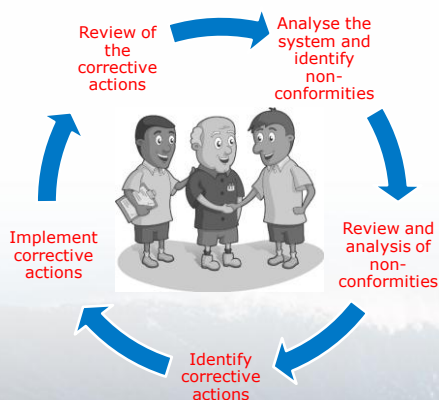 Review of
the
corrective
actions
Analyse the
system and
identify
non-
conformities
Review and
analysis of
non-
conformities
Identify
corrective
actions
Implement
corrective
actions